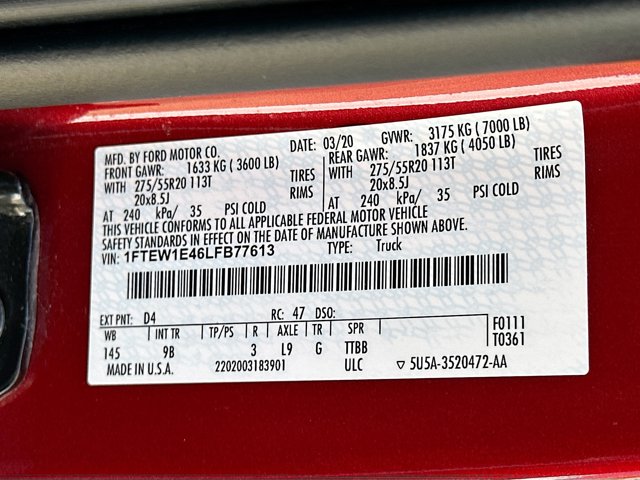 MFD. BY FORD MOTOR CO. DATE: 03/20 GVWR: 3175 KG ( 7000 LB)
FRONT GAWR: 1633 KG ( 3600 LB) REAR GAWR: 1837 KG ( 4050 LB)
WITH 275/55R20 113T TIRES WITH 275/55R20 113T TIRES
20x8.5J RIMS 20x8.5J RIMS
AT 240 kPa/ 35 PSI COLD AT 240 kPa/ 35 PSI COLD
THIS VEHICLE CONFORMS TO ALL APPLICABLE FEDERAL MOTOR VEHICLE
SAFETY STANDARDS IN EFFECT ON THE DATE OF MANUFACTURE SHOWN ABOVE.
VIN: 1FTEW1E46LFB77613 TYPE: Truck
EXT PNT: D4 RC: 47 DSO:
WB INT TR TP/PS R AXLE TR SPR F0111
145 9B 3 L9 G TTBB T0361
MADE IN U.S.A. 2202003183901 ULC ▽ 5U5A-3520472-AA